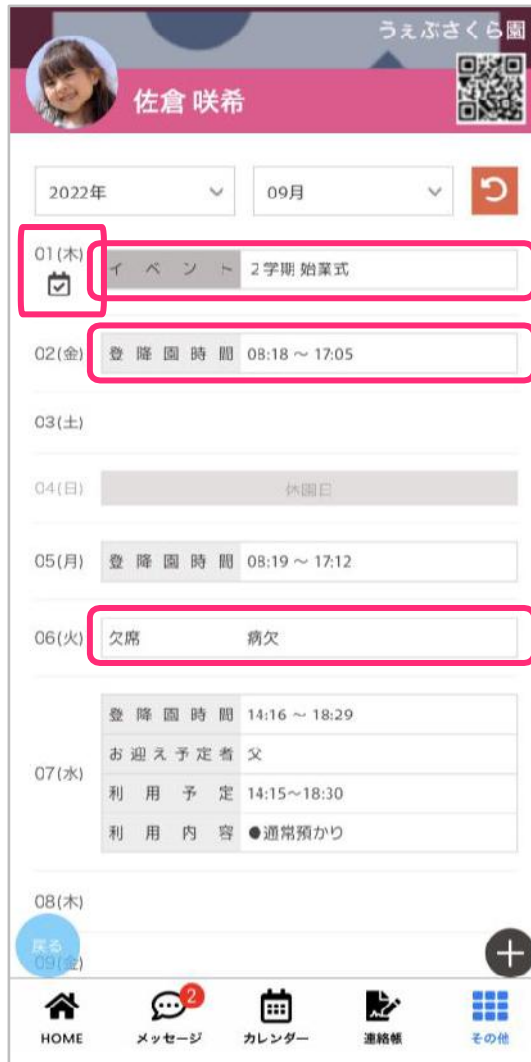 うぇぶさくら園
佐倉 咲希
2022年 09月
01(木) イベント 2学期 始業式
02(金) 登降園時間 08:18 ～ 17:05
03(土)
04(日) 休園日
05(月) 登降園時間 08:19 ～ 17:12
06(火) 欠席 病欠
07(水)
登降園時間 14:16 ～ 18:29
お迎え予定者 父
利用予定 14:15～18:30
利用内容 ●通常預かり
08(木)
戻る
09(金)
2
HOME メッセージ カレンダー 連絡帳 その他